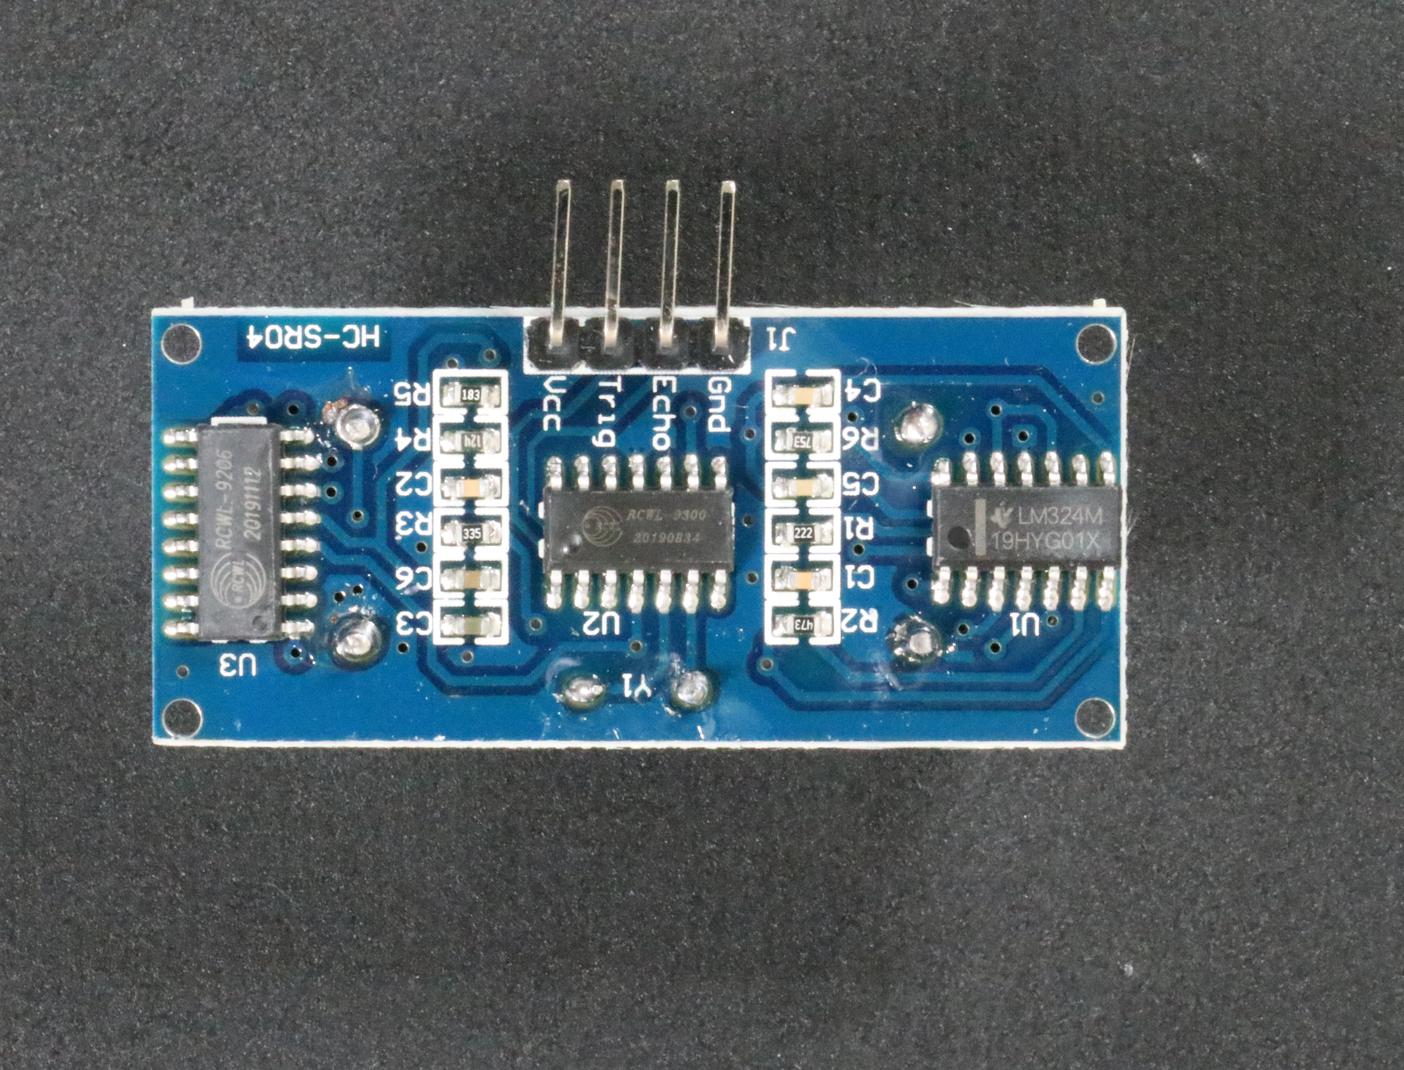 HC-SR04
J1
Vcc
Trig
Echo
Gnd
R5
183
R4
124
C2
R3
335
C6
C3
C4
R6
753
C5
R1
222
C1
R2
473
RCWL-9206
20191112
RCWL
U3
RCWL-9300
20190834
U2
LM324M
19HYG01X
U1
Y1